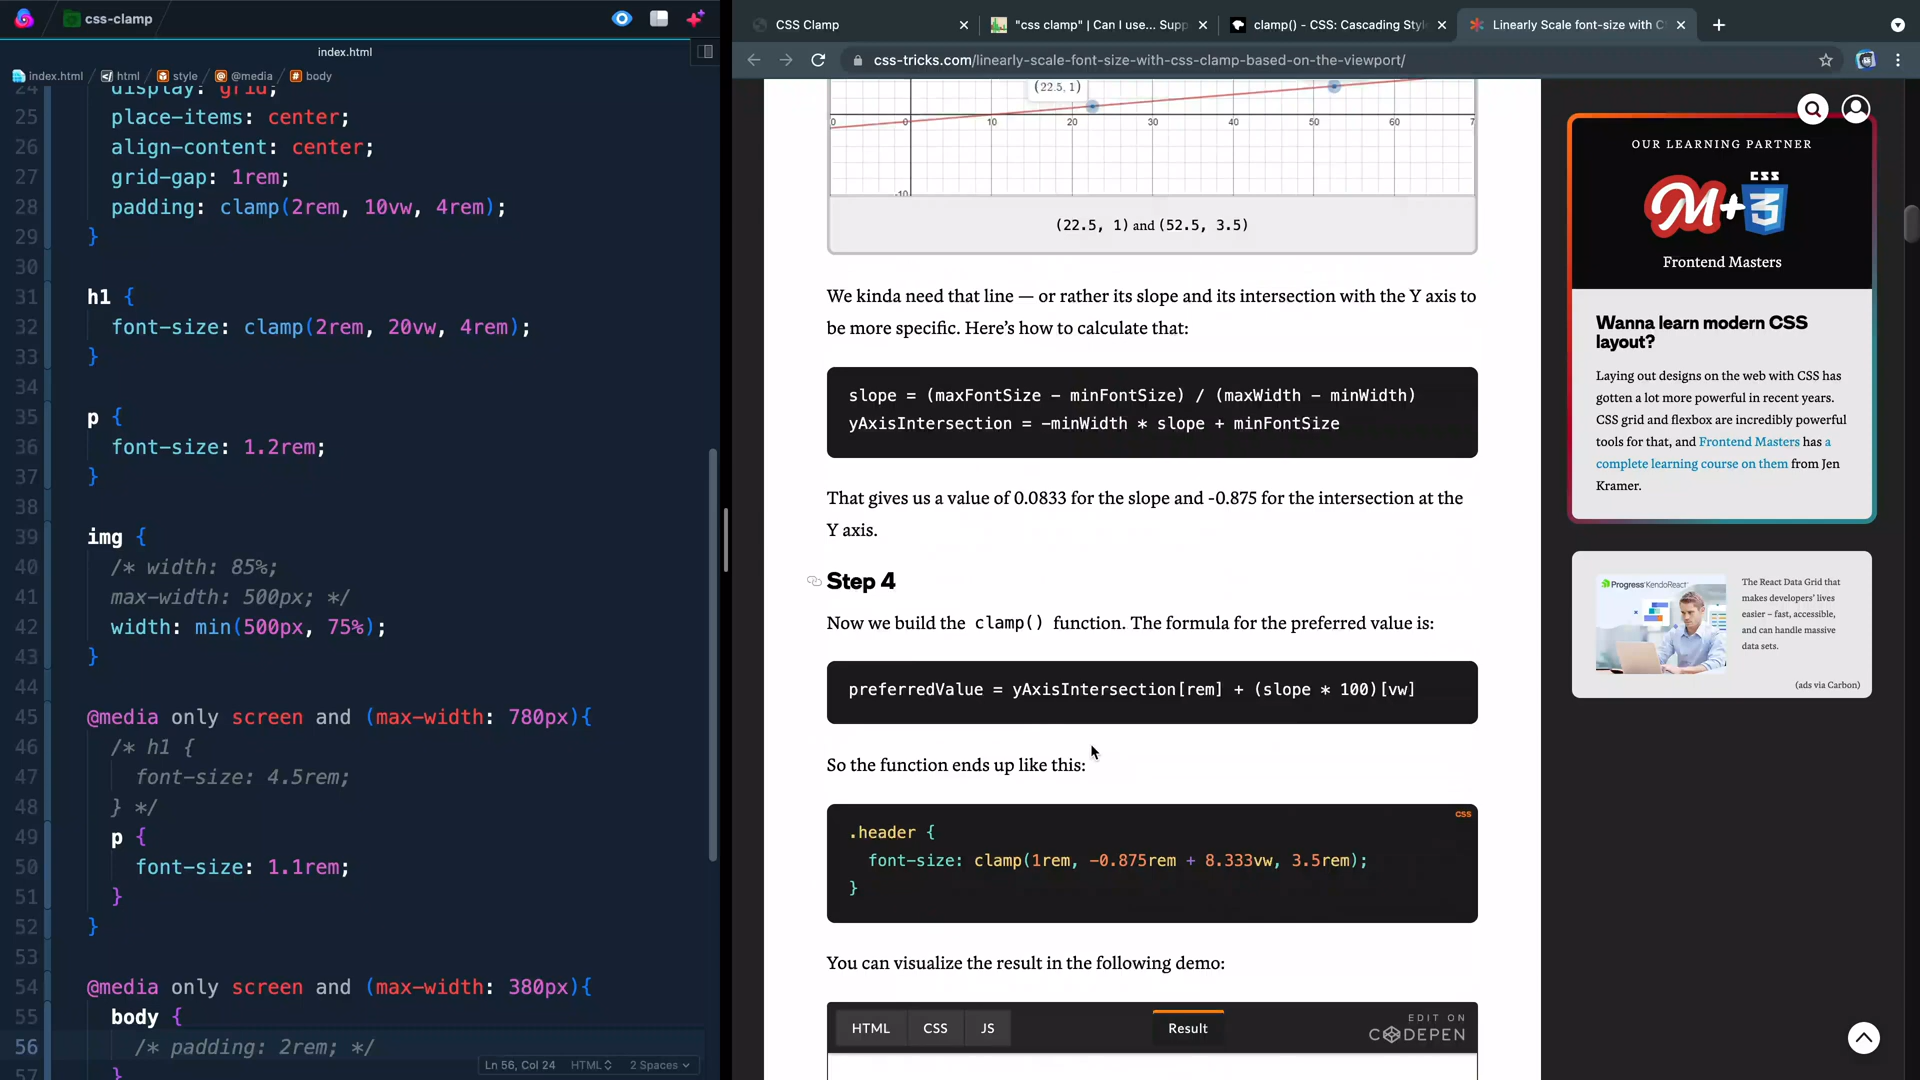 css-clamp
index.html
index.html html style @media body
24 display: grid;
25 place-items: center;
26 align-content: center;
27 grid-gap: 1rem;
28 padding: clamp(2rem, 10vw, 4rem);
29 }
30
31 h1 {
32 font-size: clamp(2rem, 20vw, 4rem);
33 }
34
35 p {
36 font-size: 1.2rem;
37 }
38
39 img {
40 /* width: 85%;
41 max-width: 500px; */
42 width: min(500px, 75%);
43 }
44
45 @media only screen and (max-width: 780px){
46 /* h1 {
47 font-size: 4.5rem;
48 } */
49 p {
50 font-size: 1.1rem;
51 }
52 }
53
54 @media only screen and (max-width: 380px){
55 body {
56 /* padding: 2rem; */
57 }
Ln 56, Col 24 HTML 2 Spaces
CSS Clamp
"css clamp" | Can I use... Supp
clamp() - CSS: Cascading Styl
Linearly Scale font-size with C
css-tricks.com/linearly-scale-font-size-with-css-clamp-based-on-the-viewport/
(22.5, 1)
0 0 10 20 30 40 50 60 7
-10
(22.5, 1) and (52.5, 3.5)
We kinda need that line — or rather its slope and its intersection with the Y axis to
be more specific. Here’s how to calculate that:
slope = (maxFontSize - minFontSize) / (maxWidth - minWidth)
yAxisIntersection = -minWidth * slope + minFontSize
That gives us a value of 0.0833 for the slope and -0.875 for the intersection at the
Y axis.
Step 4
Now we build the clamp() function. The formula for the preferred value is:
preferredValue = yAxisIntersection[rem] + (slope * 100)[vw]
So the function ends up like this:
CSS
.header {
font-size: clamp(1rem, -0.875rem + 8.333vw, 3.5rem);
}
You can visualize the result in the following demo:
HTML CSS JS Result
EDIT ON
CODEPEN
OUR LEARNING PARTNER
M+3
CSS
Frontend Masters
Wanna learn modern CSS
layout?
Laying out designs on the web with CSS has
gotten a lot more powerful in recent years.
CSS grid and flexbox are incredibly powerful
tools for that, and Frontend Masters has a
complete learning course on them from Jen
Kramer.
Progress KendoReact
The React Data Grid that
makes developers’ lives
easier – fast, accessible,
and can handle massive
data sets.
(ads via Carbon)